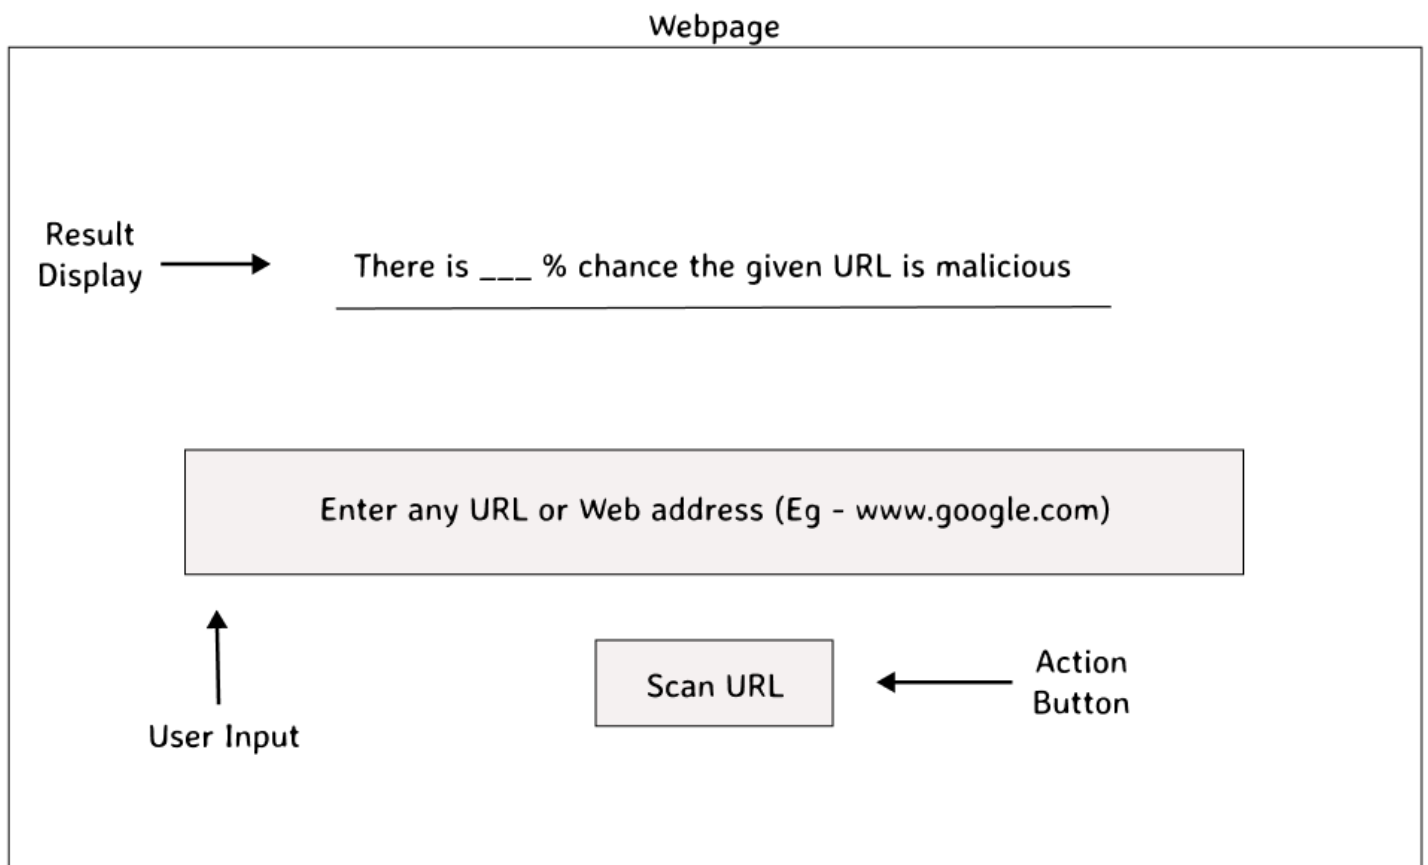 Webpage
Result
Display
There is ___ % chance the given URL is malicious
Enter any URL or Web address (Eg - www.google.com)
Scan URL
Action
Button
User Input